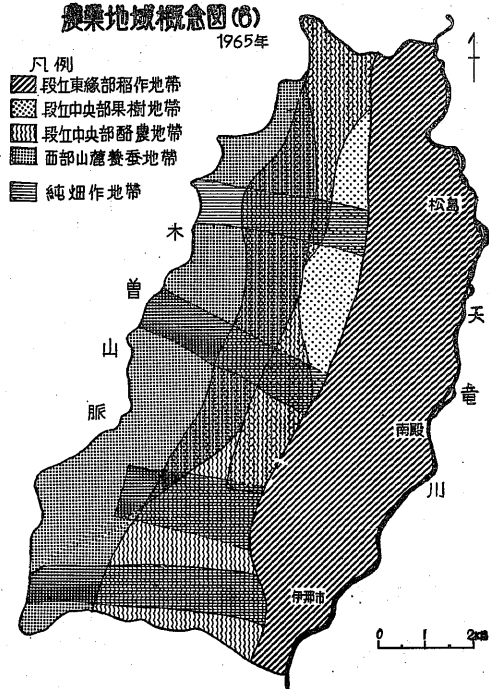 農業地域概念図(6)
1965年
凡例
段丘東縁部稲作地帯
段丘中央部果樹地帯
段丘中央部酪農地帯
西部山麓養蚕地帯
純畑作地帯
木曽山脈
松島
天竜川
南殿
伊那市
0 1 2km